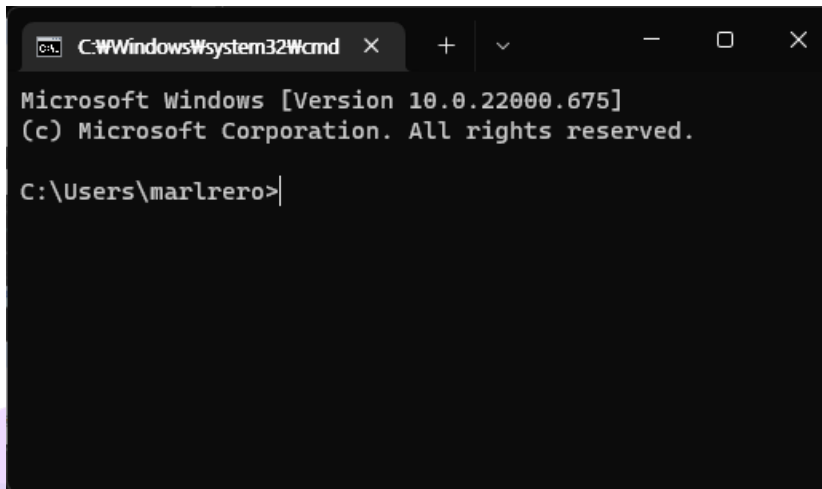 C:₩Windows₩system32₩cmd
Microsoft Windows [Version 10.0.22000.675]
(c) Microsoft Corporation. All rights reserved.
C:\Users\marlrero>